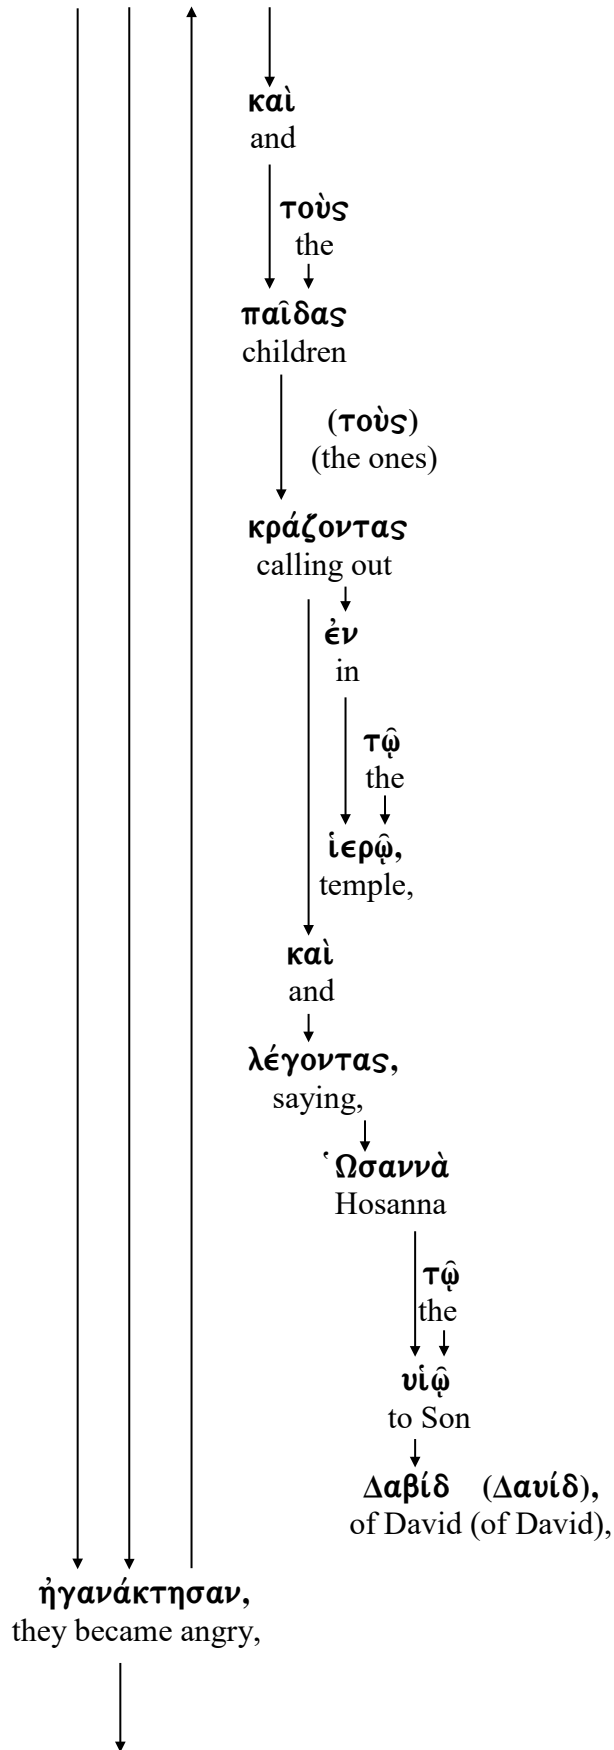 καὶ
and
τοὺς
the
παῖδας
children
(τοὺς)
(the ones)
κράζοντας
calling out
ἐν
in
τῷ
the
ἱερῷ,
temple,
καὶ
and
λέγοντας,
saying,
Ὡσαννὰ
Hosanna
τῷ
the
υἱῷ
to Son
Δαβίδ (Δαυίδ),
of David (of David),
ἠγανάκτησαν,
they became angry,